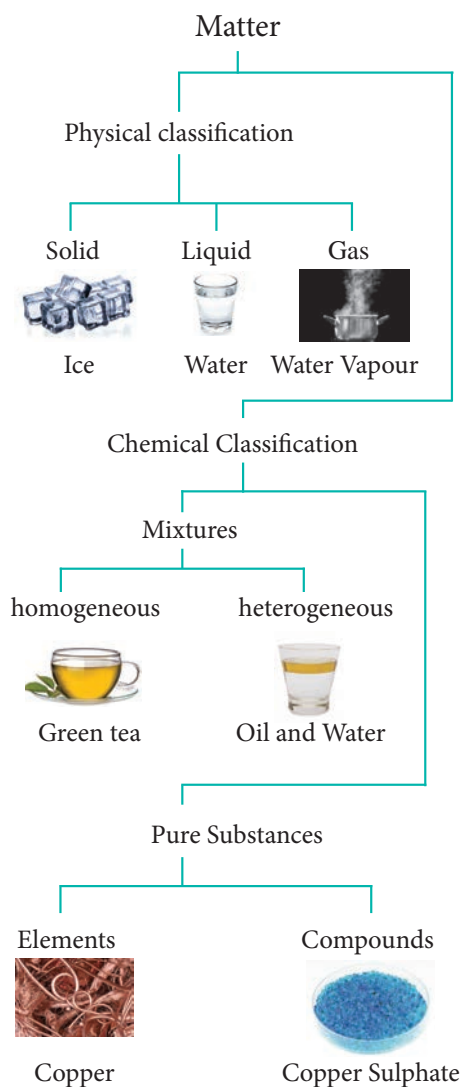 Matter
Physical classification
Solid Liquid Gas
Ice Water Water Vapour
Chemical Classification
Mixtures
homogeneous heterogeneous
Green tea Oil and Water
Pure Substances
Elements Compounds
Copper Copper Sulphate